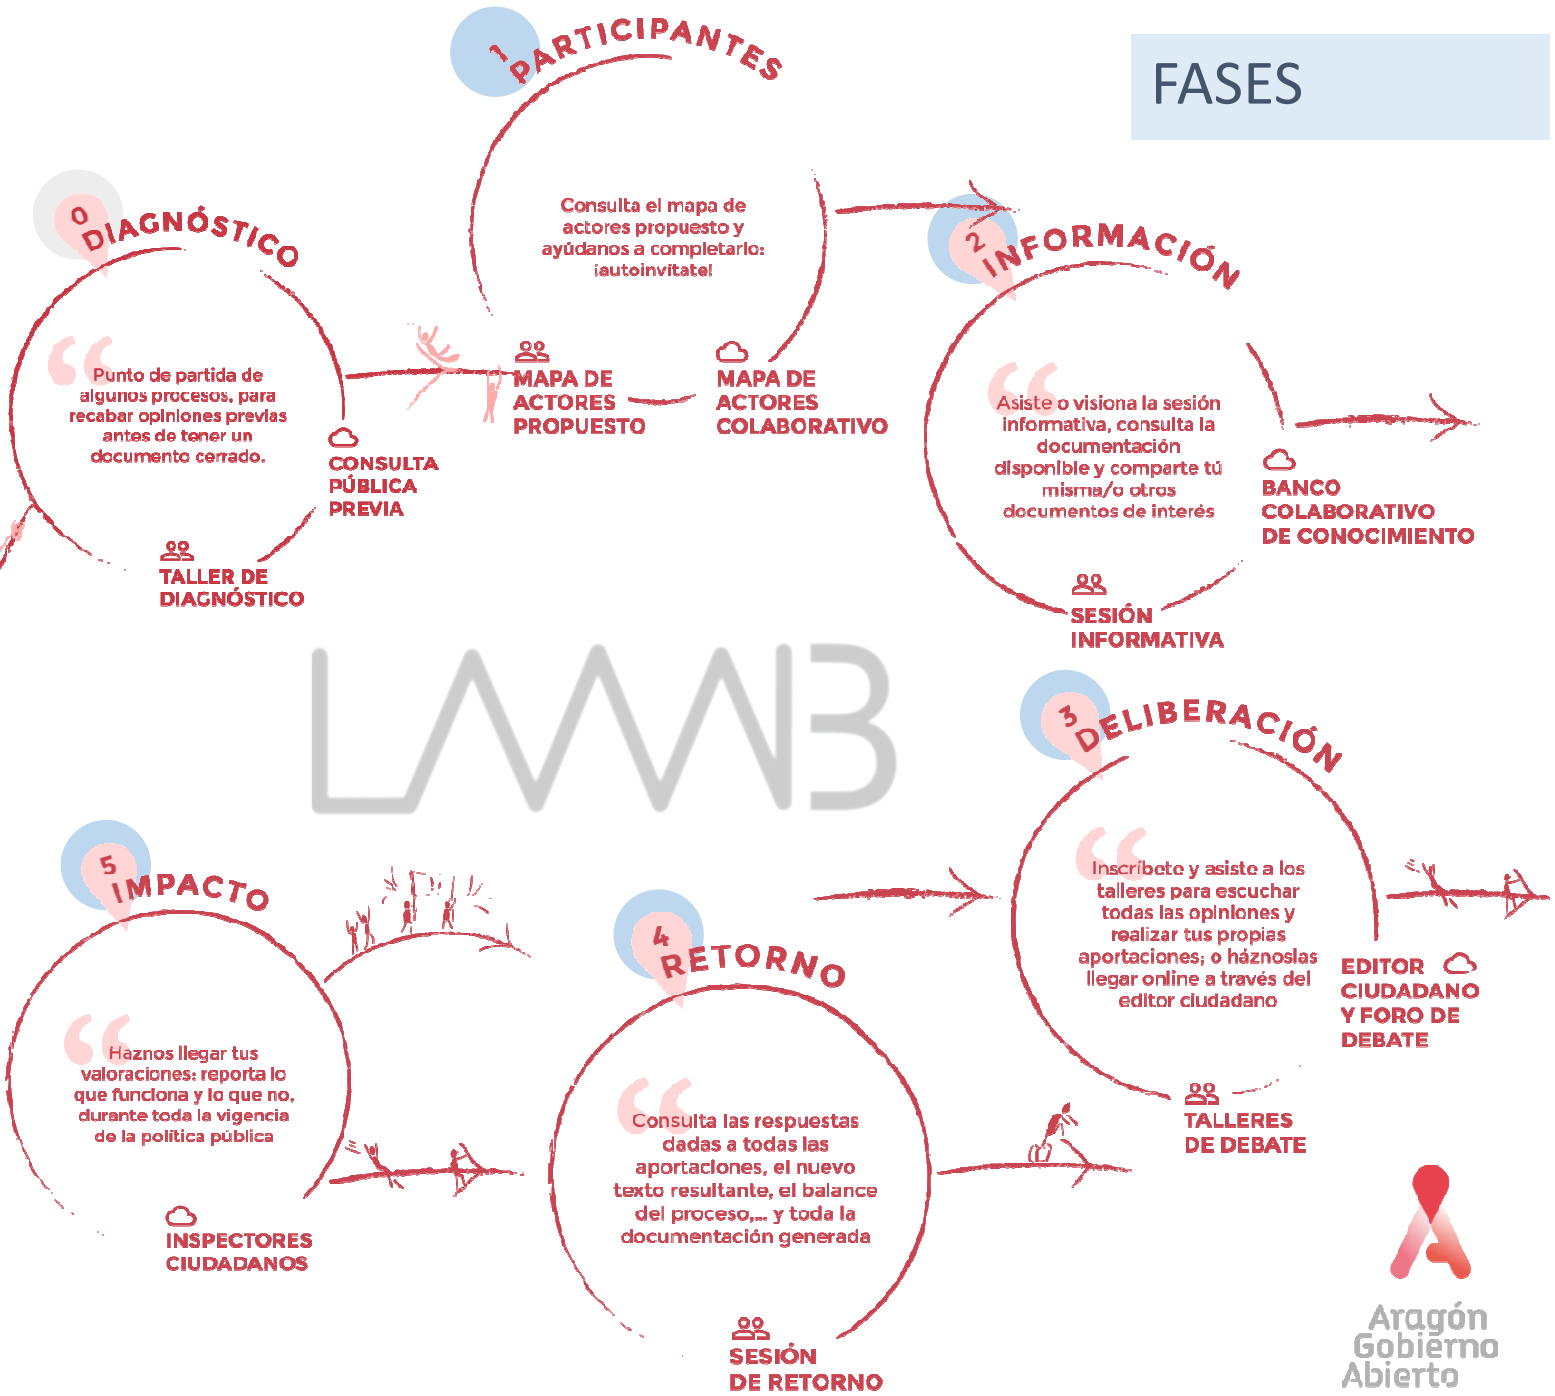 FASES
0
DIAGNÓSTICO
Punto de partida de
algunos procesos, para
recabar opiniones previas
antes de tener un
documento cerrado.
CONSULTA
PÚBLICA
PREVIA
TALLER DE
DIAGNÓSTICO
1
PARTICIPANTES
Consulta el mapa de
actores propuesto y
ayúdanos a completarlo:
¡autoinvítate!
MAPA DE
ACTORES
PROPUESTO
MAPA DE
ACTORES
COLABORATIVO
2
INFORMACIÓN
Asiste o visiona la sesión
informativa, consulta la
documentación
disponible y comparte tú
misma/o otros
documentos de interés
BANCO
COLABORATIVO
DE CONOCIMIENTO
SESIÓN
INFORMATIVA
LAAAB
3
DELIBERACIÓN
Inscríbete y asiste a los
talleres para escuchar
todas las opiniones y
realizar tus propias
aportaciones; o háznoslas
llegar online a través del
editor ciudadano
EDITOR
CIUDADANO
Y FORO DE
DEBATE
TALLERES
DE DEBATE
4
RETORNO
Consulta las respuestas
dadas a todas las
aportaciones, el nuevo
texto resultante, el balance
del proceso,... y toda la
documentación generada
SESIÓN
DE RETORNO
5
IMPACTO
Haznos llegar tus
valoraciones: reporta lo
que funciona y lo que no,
durante toda la vigencia
de la política pública
INSPECTORES
CIUDADANOS
Aragón
Gobierno
Abierto